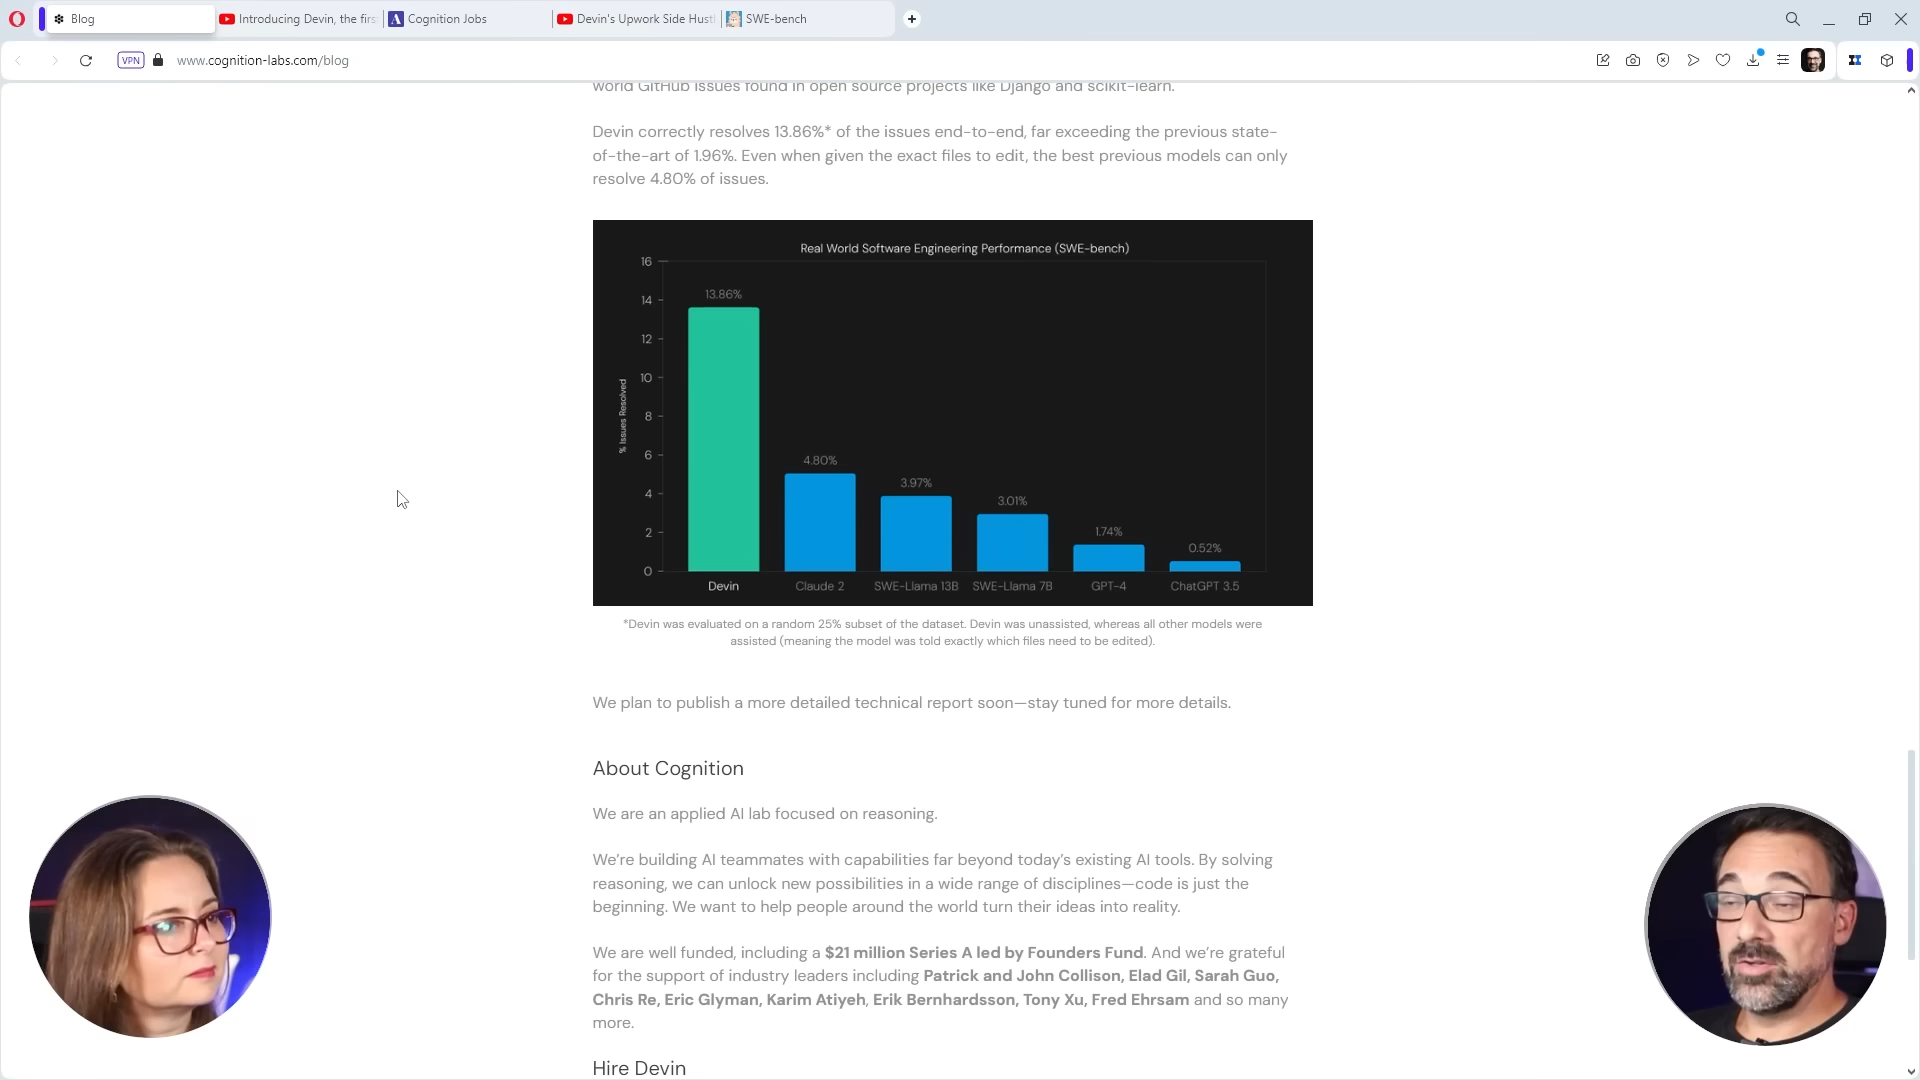 Blog
Introducing Devin, the firs
Cognition Jobs
Devin's Upwork Side Hustl
SWE-bench
VPN
www.cognition-labs.com/blog
world GitHub issues found in open source projects like Django and scikit-learn.
Devin correctly resolves 13.86%* of the issues end-to-end, far exceeding the previous state-
of-the-art of 1.96%. Even when given the exact files to edit, the best previous models can only
resolve 4.80% of issues.
Real World Software Engineering Performance (SWE-bench)
% Issues Resolved
16
14
12
10
8
6
4
2
0
13.86%
4.80%
3.97%
3.01%
1.74%
0.52%
Devin
Claude 2
SWE-Llama 13B
SWE-Llama 7B
GPT-4
ChatGPT 3.5
*Devin was evaluated on a random 25% subset of the dataset. Devin was unassisted, whereas all other models were
assisted (meaning the model was told exactly which files need to be edited).
We plan to publish a more detailed technical report soon—stay tuned for more details.
About Cognition
We are an applied AI lab focused on reasoning.
We're building AI teammates with capabilities far beyond today's existing AI tools. By solving
reasoning, we can unlock new possibilities in a wide range of disciplines—code is just the
beginning. We want to help people around the world turn their ideas into reality.
We are well funded, including a $21 million Series A led by Founders Fund. And we're grateful
for the support of industry leaders including Patrick and John Collison, Elad Gil, Sarah Guo,
Chris Re, Eric Glyman, Karim Atiyeh, Erik Bernhardsson, Tony Xu, Fred Ehrsam and so many
more.
Hire Devin